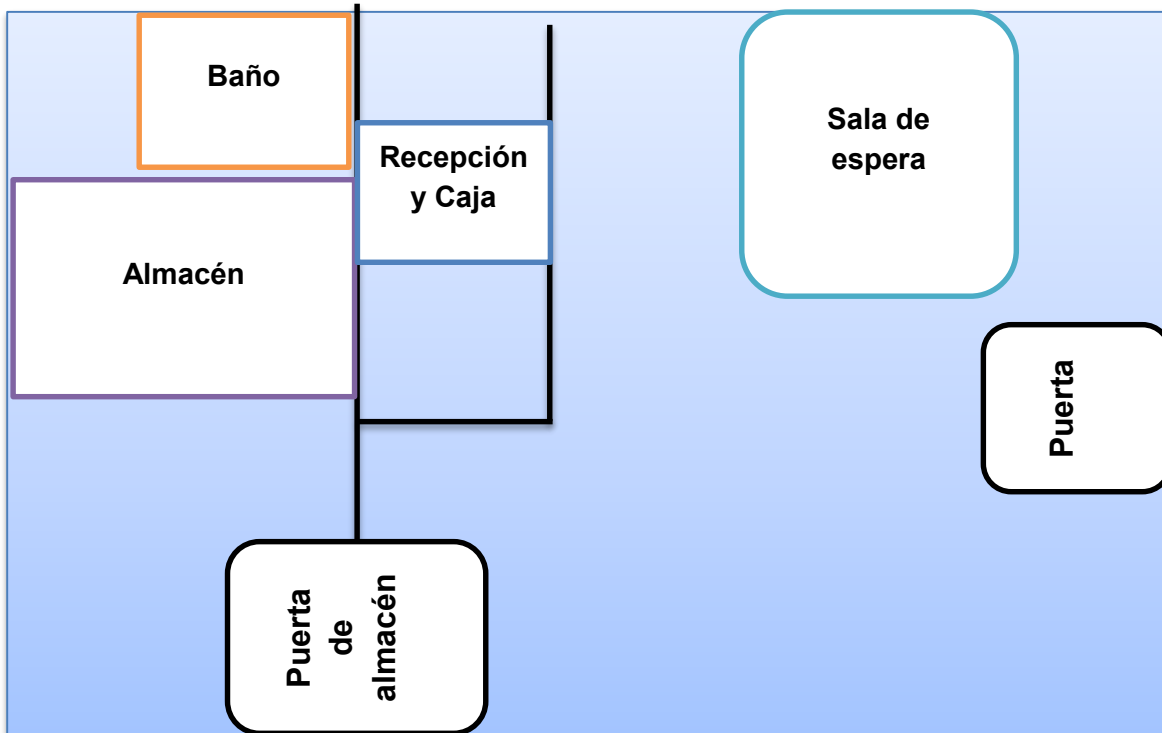 Baño
Recepción
y Caja
Sala de
espera
Almacén
Puerta
Puerta
de
almacén